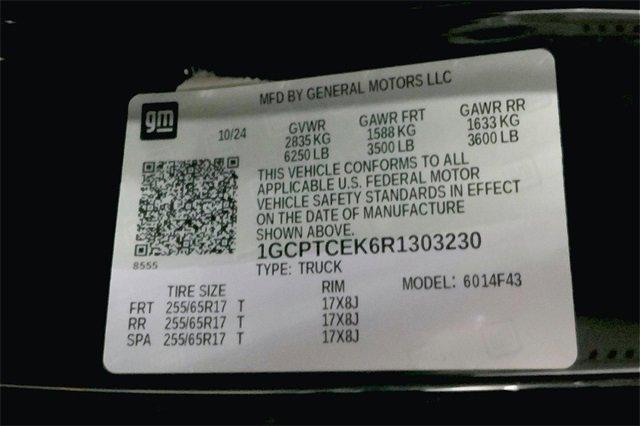 MFD BY GENERAL MOTORS LLC
gm
10/24 GVWR GAWR FRT GAWR RR
2835 KG 1588 KG 1633 KG
6250 LB 3500 LB 3600 LB
THIS VEHICLE CONFORMS TO ALL
APPLICABLE U.S. FEDERAL MOTOR
VEHICLE SAFETY STANDARDS IN EFFECT
ON THE DATE OF MANUFACTURE
SHOWN ABOVE.
8555
1GCPTCEK6R1303230
TYPE: TRUCK MODEL: 6014F43
TIRE SIZE RIM
FRT 255/65R17 T 17X8J
RR 255/65R17 T 17X8J
SPA 255/65R17 T 17X8J